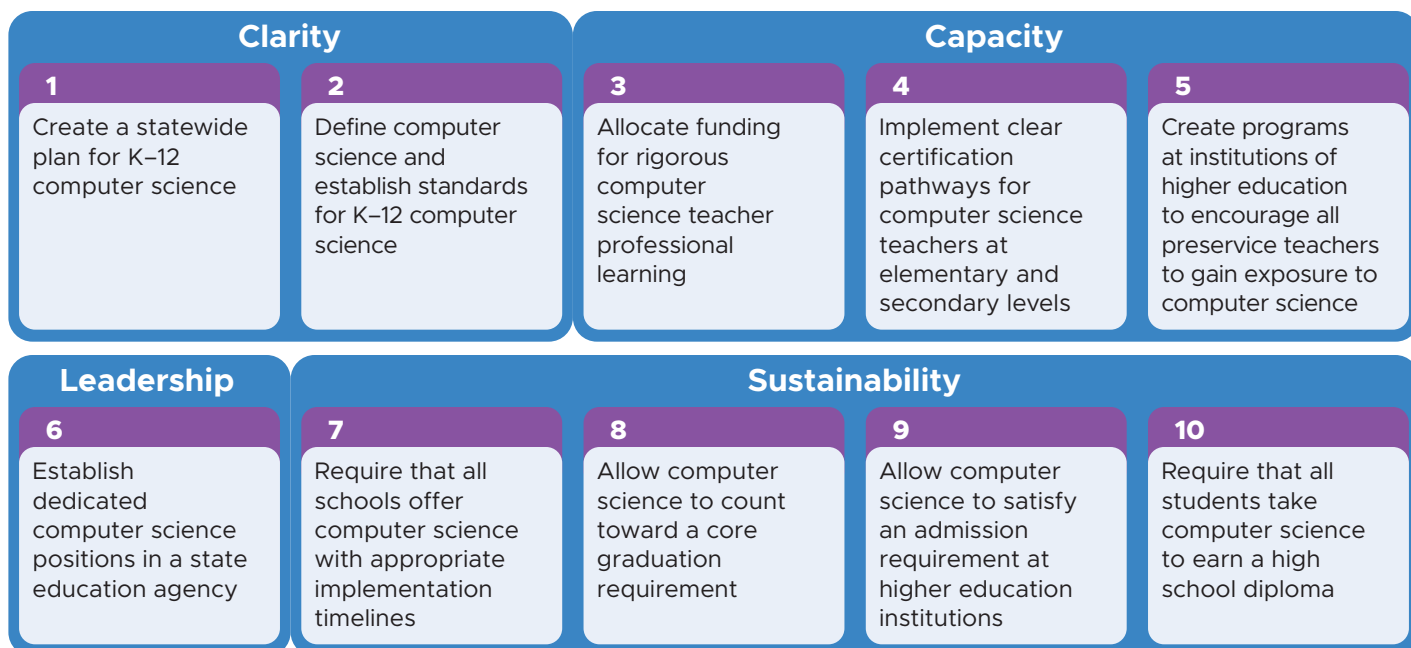 Clarity
1
Create a statewide
plan for K–12
computer science
2
Define computer
science and
establish standards
for K–12 computer
science
Capacity
3
Allocate funding
for rigorous
computer
science teacher
professional
learning
4
Implement clear
certification
pathways for
computer science
teachers at
elementary and
secondary levels
5
Create programs
at institutions of
higher education
to encourage all
preservice teachers
to gain exposure to
computer science
Leadership
6
Establish
dedicated
computer science
positions in a state
education agency
Sustainability
7
Require that all
schools offer
computer science
with appropriate
implementation
timelines
8
Allow computer
science to count
toward a core
graduation
requirement
9
Allow computer
science to satisfy
an admission
requirement at
higher education
institutions
10
Require that all
students take
computer science
to earn a high
school diploma